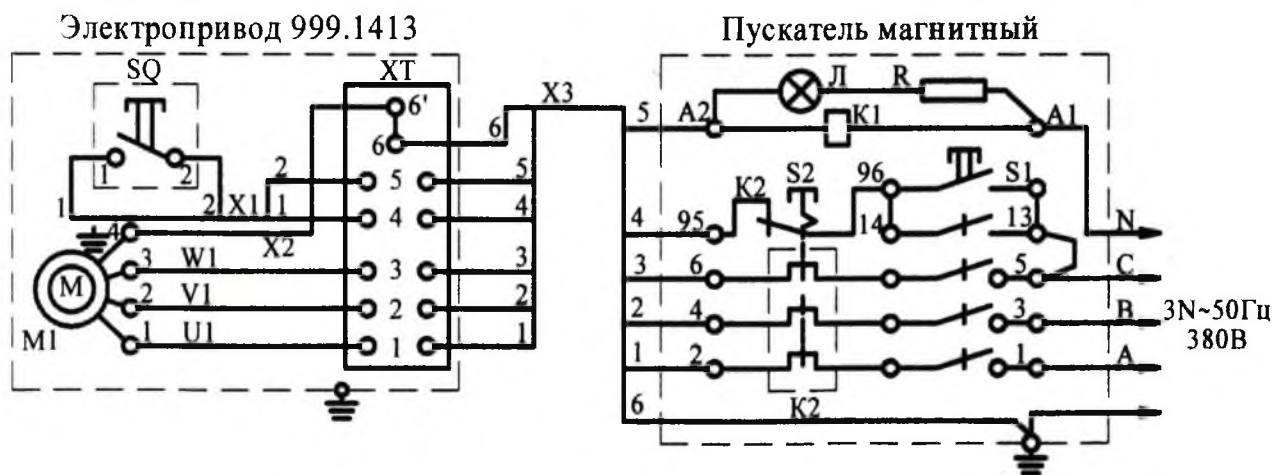 Электропривод 999.1413
Пускатель магнитный
SQ
XT
1 2
6'
6
1
2 X1
2
1
5
4
X2
4
3 W1
2 V1
1 U1
M
M1
3
2
1
6
X3
5
4
3
2
1
5 A2
Л R
K1
A1
4 95
K2
S2
96
S1
14
13
N
3 6
5
C
2 4
3
B
1 2
1
A
3N~50Гц
380В
6
K2